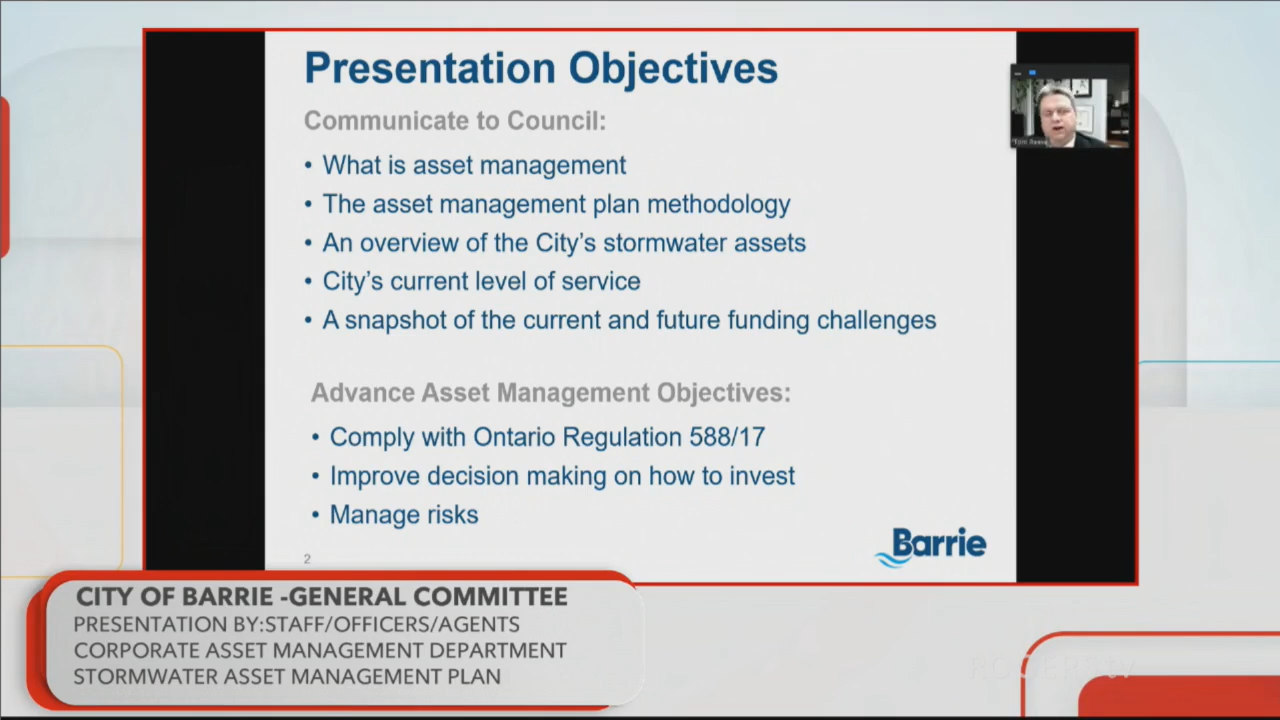 Presentation Objectives
Communicate to Council:
• What is asset management
• The asset management plan methodology
• An overview of the City's stormwater assets
• City's current level of service
• A snapshot of the current and future funding challenges
Advance Asset Management Objectives:
• Comply with Ontario Regulation 588/17
• Improve decision making on how to invest
• Manage risks
2
Barrie
CITY OF BARRIE -GENERAL COMMITTEE
PRESENTATION BY:STAFF/OFFICERS/AGENTS
CORPORATE ASSET MANAGEMENT DEPARTMENT
STORMWATER ASSET MANAGEMENT PLAN
ROGERStv